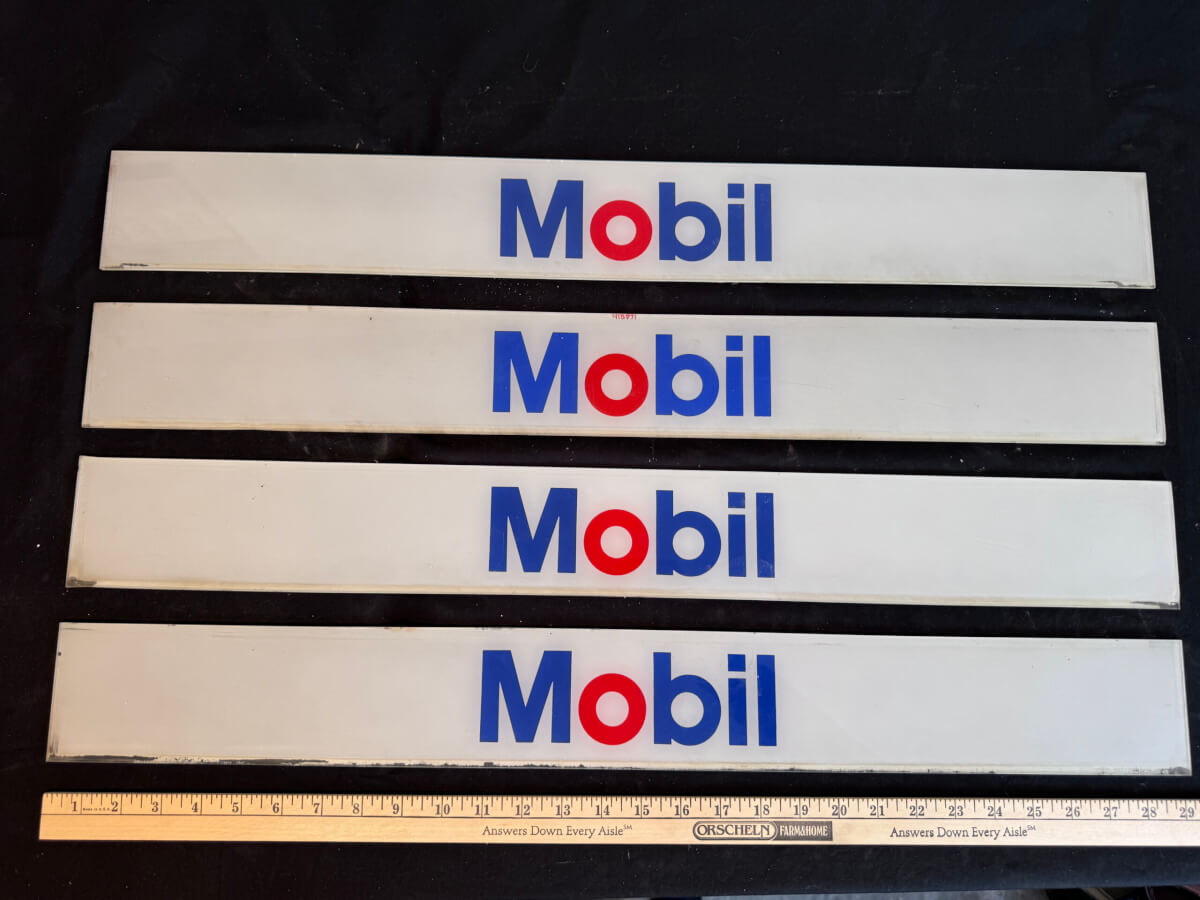 Mobil
Mobil
Mobil
Mobil
1 2 3 4 5 6 7 8 9 10 11 12 13 14 15 16 17 18 19 20 21 22 23 24 25 26 27 28 29
Answers Down Every Aisle℠ ORSCHELN FARM&HOME Answers Down Every Aisle℠